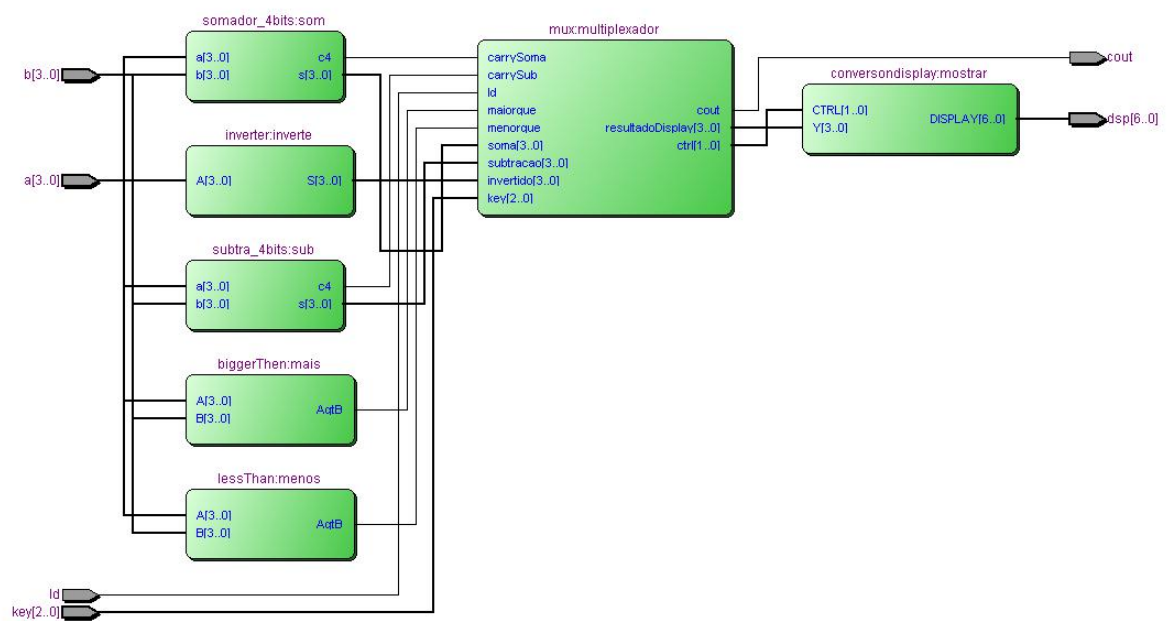 somador_4bits:som
a[3..0]
b[3..0]
c4
s[3..0]
inverter:inverte
A[3..0]
S[3..0]
subtra_4bits:sub
a[3..0]
b[3..0]
c4
s[3..0]
biggerThen:mais
A[3..0]
B[3..0]
AgtB
lessThan:menos
A[3..0]
B[3..0]
AgtB
b[3..0]
a[3..0]
ld
key[2..0]
mux:multiplexador
carrySoma
carrySub
ld
maiorque
menorque
soma[3..0]
subtracao[3..0]
invertido[3..0]
key[2..0]
cout
resultadoDisplay[3..0]
ctrl[1..0]
conversondisplay:mostrar
CTRL[1..0]
Y[3..0]
DISPLAY[6..0]
cout
dsp[6..0]